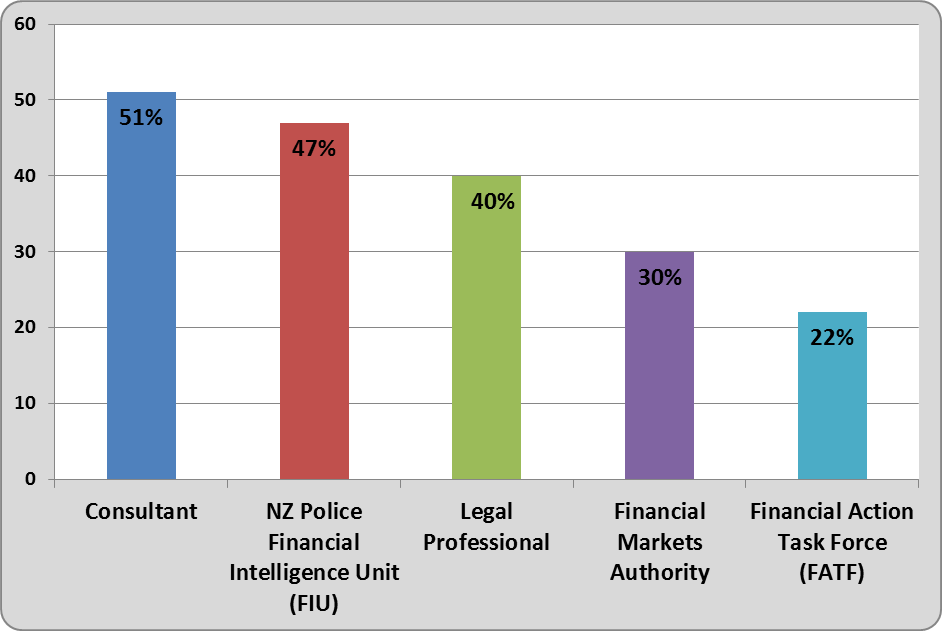 60
50
40
30
20
10
0
51%
47%
40%
30%
22%
Consultant
NZ Police
Financial
Intelligence Unit
(FIU)
Legal
Professional
Financial
Markets
Authority
Financial Action
Task Force
(FATF)